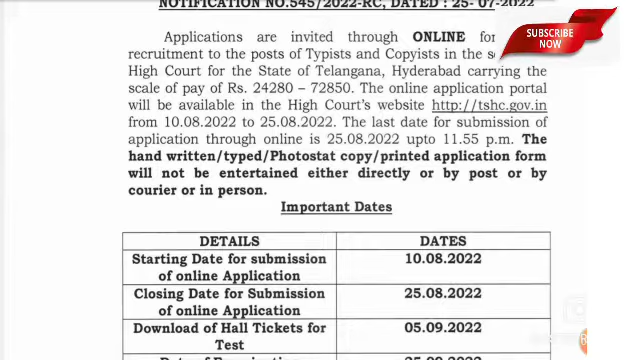 NOTIFICATION NO.545/2022-RC, DATED : 25- 07-2022
SUBSCRIBE
NOW
Applications are invited through ONLINE for
recruitment to the posts of Typists and Copyists in the
High Court for the State of Telangana, Hyderabad carrying the
scale of pay of Rs. 24280 – 72850. The online application portal
will be available in the High Court's website http://tshc.gov.in
from 10.08.2022 to 25.08.2022. The last date for submission of
application through online is 25.08.2022 upto 11.55 p.m. The
hand written/typed/Photostat copy/printed application form
will not be entertained either directly or by post or by
courier or in person.
Important Dates
DETAILS DATES
Starting Date for submission 10.08.2022
of online Application
Closing Date for Submission 25.08.2022
of online Application
Download of Hall Tickets for 05.09.2022
Test
Date of Examination 25.09.2022